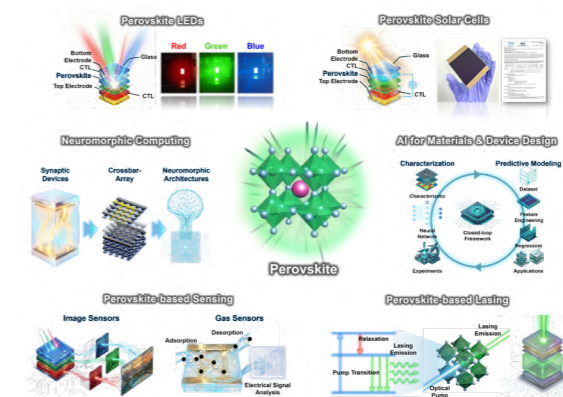 Perovskite LEDs
Bottom
Electrode
CTL
Perovskite
Top Electrode
Glass
CTL
Red
Green
Blue
Perovskite Solar Cells
Bottom
Electrode
CTL
Perovskite
Top Electrode
Glass
CTL
Neuromorphic Computing
Synaptic
Devices
Crossbar-
Array
Neuromorphic
Architectures
Perovskite
AI for Materials & Device Design
Characterization
Predictive Modeling
Characterizatio
n
Neural
Network
Experiments
Closed-loop
Framework
Dataset
Feature
Engineering
Regression
Applications
Perovskite-based Sensing
Image Sensors
Gas Sensors
Adsorption
Desorption
Electrical Signal
Analysis
Perovskite-based Lasing
Relaxation
Pump Transition
Lasing
Emission
Optical
Pump
Lasing
Emission